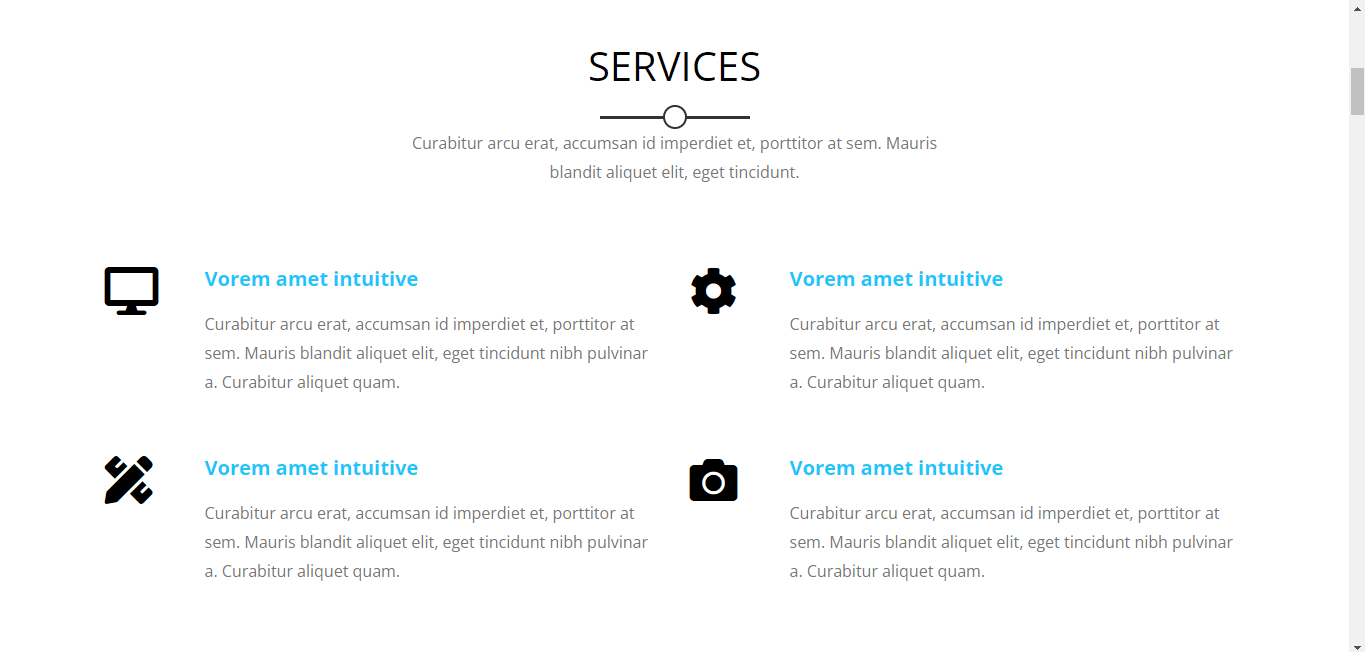 SERVICES
Curabitur arcu erat, accumsan id imperdiet et, porttitor at sem. Mauris
blandit aliquet elit, eget tincidunt.
Vorem amet intuitive
Curabitur arcu erat, accumsan id imperdiet et, porttitor at
sem. Mauris blandit aliquet elit, eget tincidunt nibh pulvinar
a. Curabitur aliquet quam.
Vorem amet intuitive
Curabitur arcu erat, accumsan id imperdiet et, porttitor at
sem. Mauris blandit aliquet elit, eget tincidunt nibh pulvinar
a. Curabitur aliquet quam.
Vorem amet intuitive
Curabitur arcu erat, accumsan id imperdiet et, porttitor at
sem. Mauris blandit aliquet elit, eget tincidunt nibh pulvinar
a. Curabitur aliquet quam.
Vorem amet intuitive
Curabitur arcu erat, accumsan id imperdiet et, porttitor at
sem. Mauris blandit aliquet elit, eget tincidunt nibh pulvinar
a. Curabitur aliquet quam.